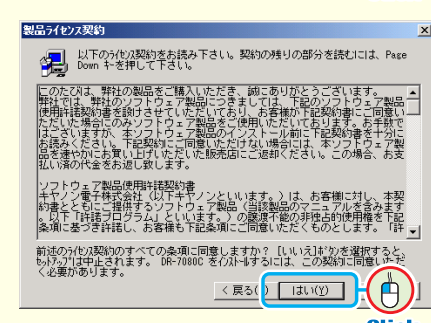 製品ライセンス契約
以下のライセンス契約をお読み下さい。契約の残りの部分を読むには、Page
Down キーを押して下さい。
このたびは、弊社の製品をご購入いただき、誠にありがとうございます。
弊社では、弊社のソフトウェア製品につきましては、下記のソフトウェア製品
使用許諾契約書を設けさせていただいており、お客様が下記契約書にご同意い
ただいた場合にのみソフトウェア製品をご使用いただいております。お手数で
はございますが、本ソフトウェア製品のインストール前に下記契約書を十分に
お読みください。下記契約にご同意いただけない場合には、本ソフトウェア製
品を速やかにお買い上げいただいた販売店にご返却ください。この場合、お支
払い済の代金をお返し致します。
ソフトウェア製品使用許諾契約書
キヤノン電子株式会社（以下キヤノンといいます。）は、お客様に対し、本契
約書とともにご提供するソフトウェア製品（当該製品のマニュアルを含みます
。以下「許諾プログラム」といいます。）の譲渡不能の非独占的使用権を下記
条項に基づき許諾し、お客様も下記条項にご同意いただくものとします。「許
前述のライセンス契約のすべての条項に同意しますか？ [いいえ]ボタンを選択すると、
セットアップは中止されます。 DR-7080C をインストールするには、この契約に同意いただ
く必要があります。
< 戻る(
はい(Y)
Click